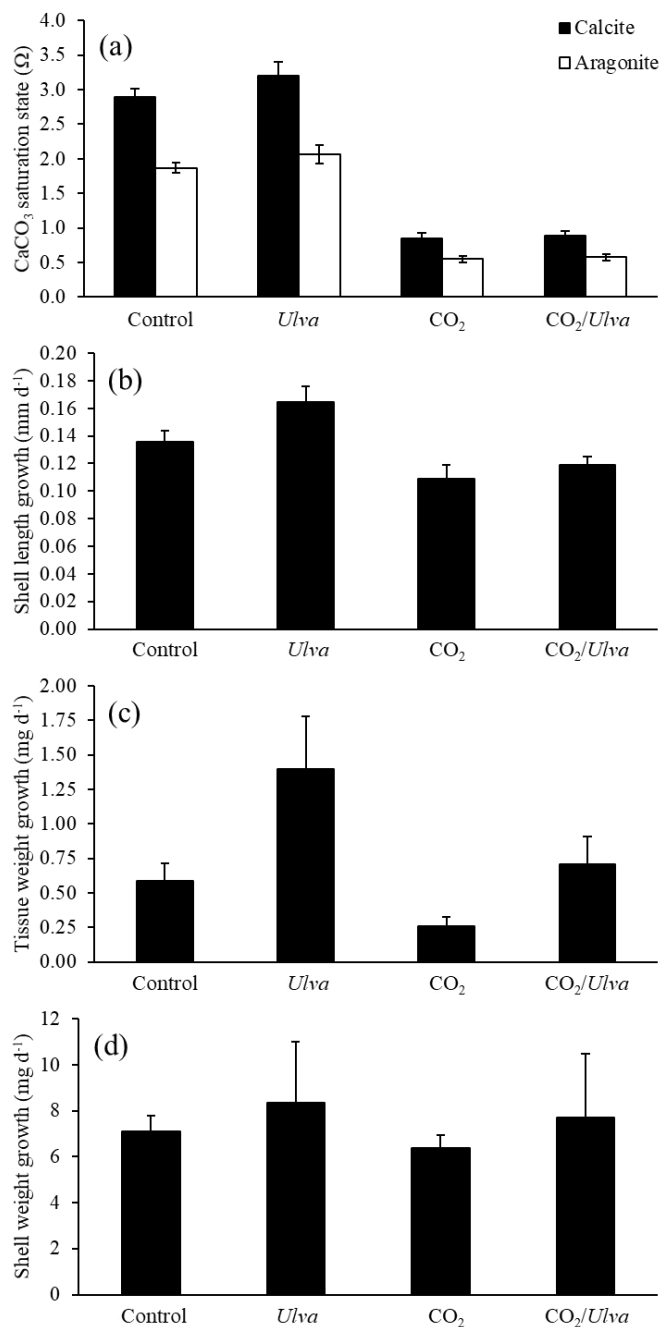 (a)
Calcite
Aragonite
CaCO₃ saturation state (Ω)
4.0
3.5
3.0
2.5
2.0
1.5
1.0
0.5
0.0
Control Ulva CO₂ CO₂/Ulva
(b)
Shell length growth (mm d⁻¹)
0.20
0.18
0.16
0.14
0.12
0.10
0.08
0.06
0.04
0.02
0.00
Control Ulva CO₂ CO₂/Ulva
(c)
Tissue weight growth (mg d⁻¹)
2.00
1.75
1.50
1.25
1.00
0.75
0.50
0.25
0.00
Control Ulva CO₂ CO₂/Ulva
(d)
Shell weight growth (mg d⁻¹)
12
10
8
6
4
2
0
Control Ulva CO₂ CO₂/Ulva